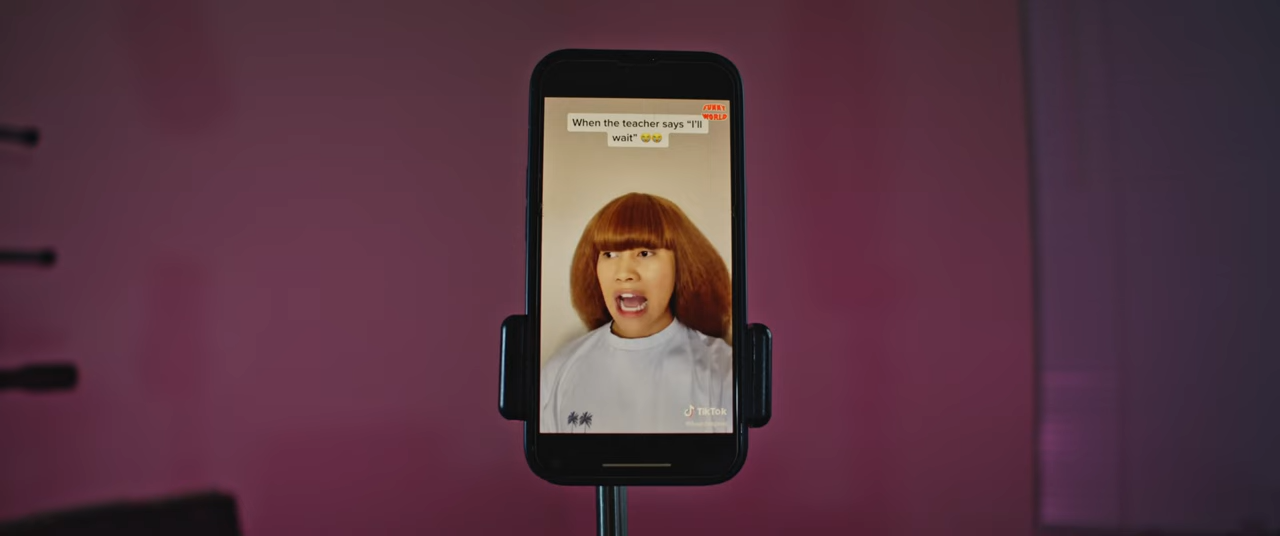 FUNNY
WORLD
When the teacher says “I’ll
wait” 😂😂
TikTok